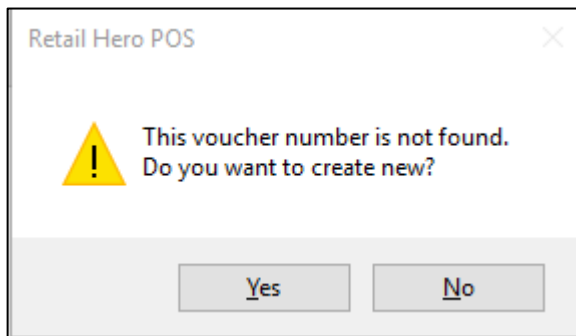 Retail Hero POS
This voucher number is not found.
Do you want to create new?
Yes
No